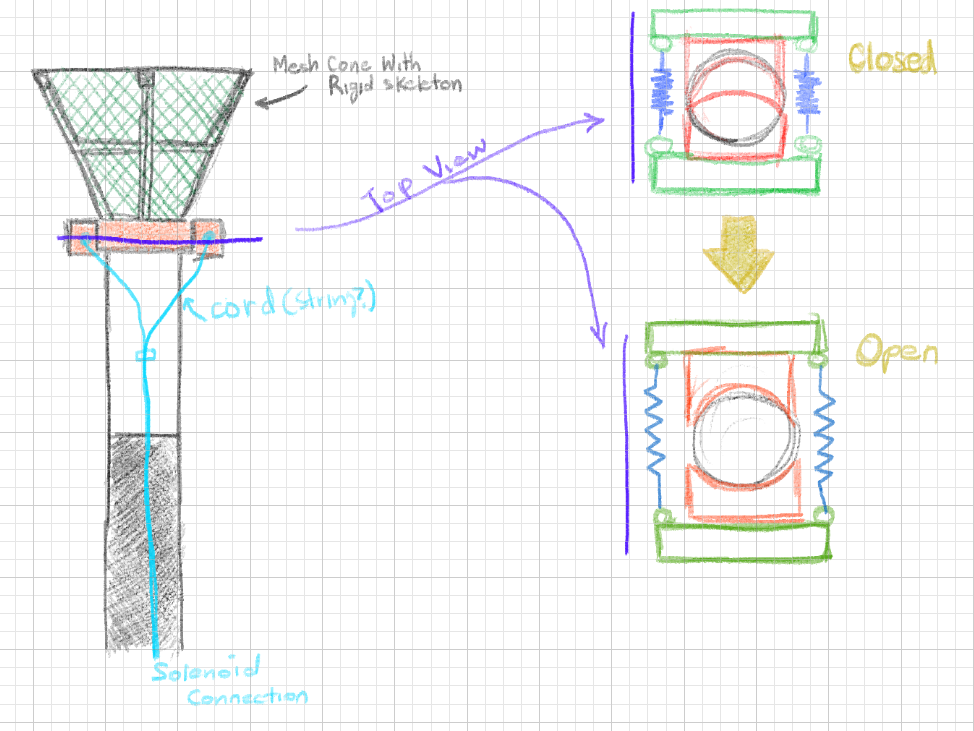 Mesh Cone With
Rigid skeleton
Closed
Top View
cord (string?)
Open
Solenoid
Connection